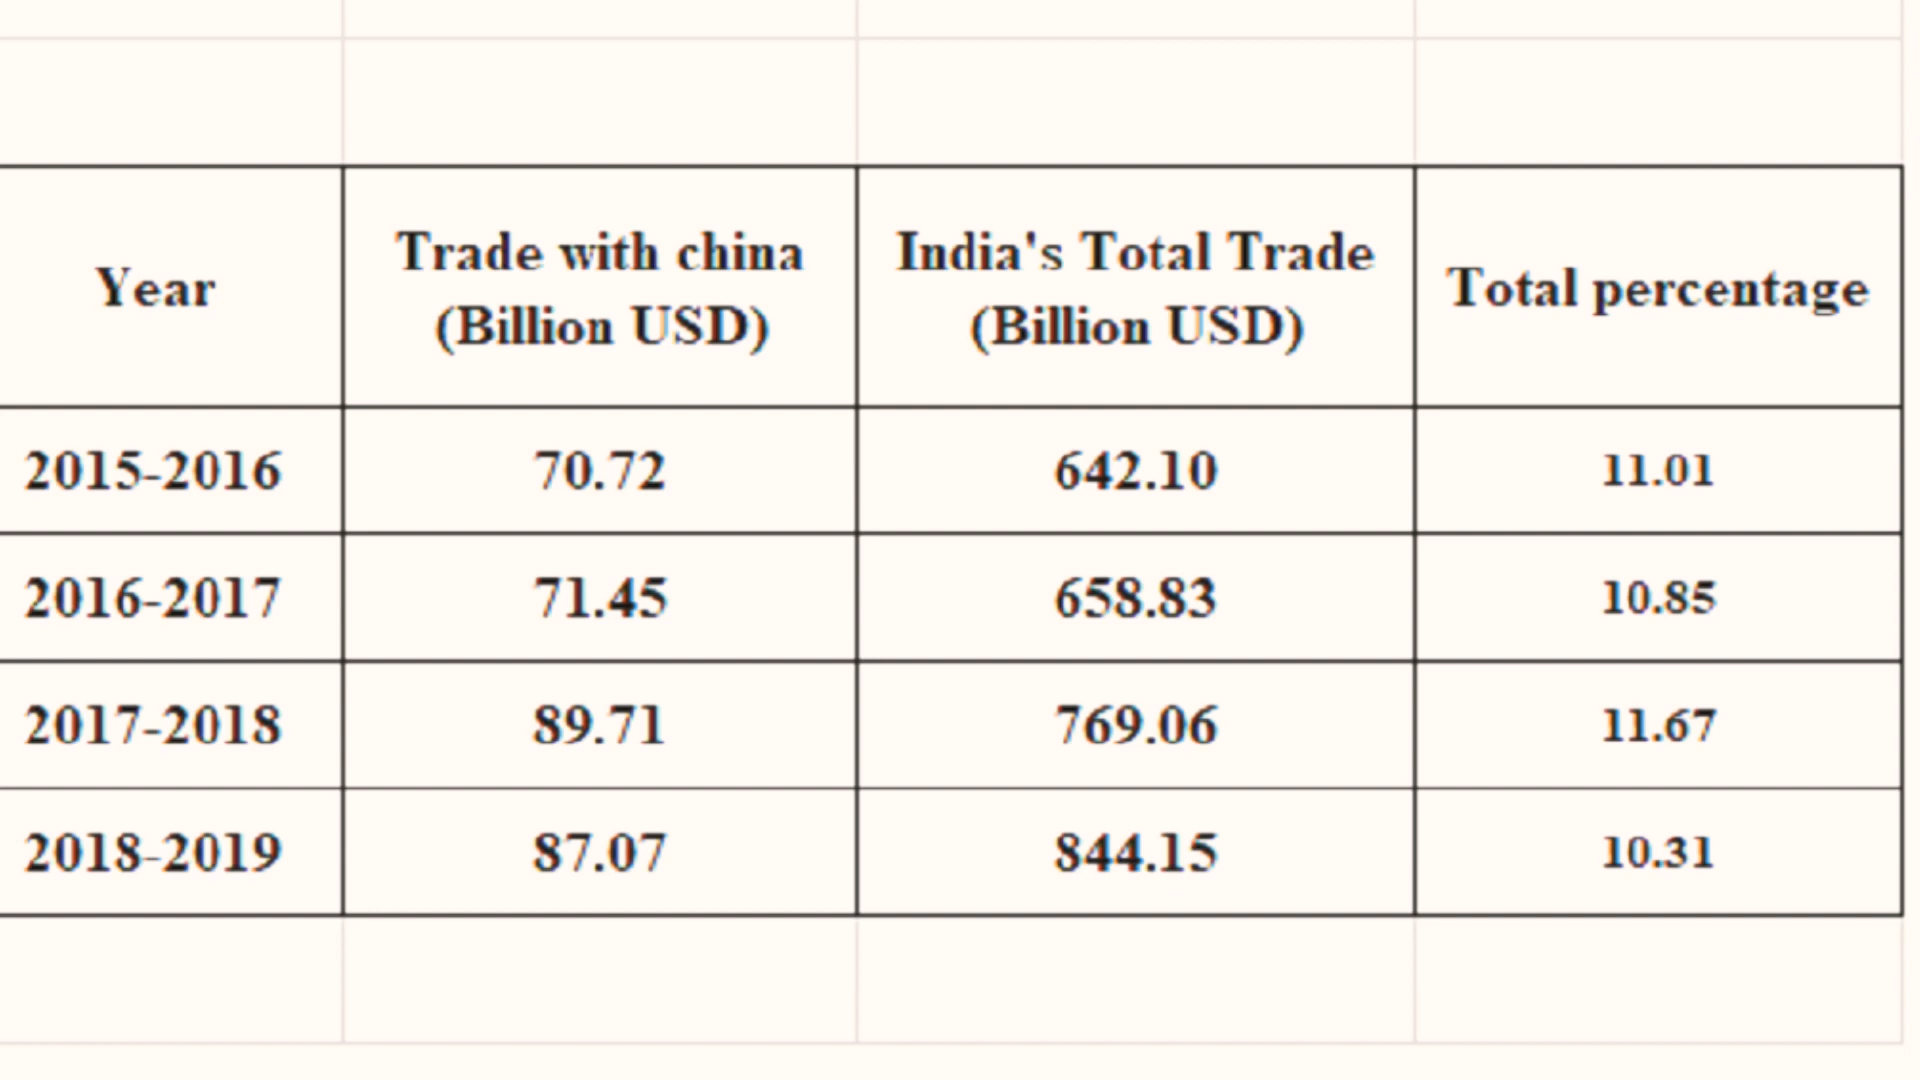 Year
Trade with china
(Billion USD)
India's Total Trade
(Billion USD)
Total percentage
2015-2016 70.72 642.10 11.01
2016-2017 71.45 658.83 10.85
2017-2018 89.71 769.06 11.67
2018-2019 87.07 844.15 10.31